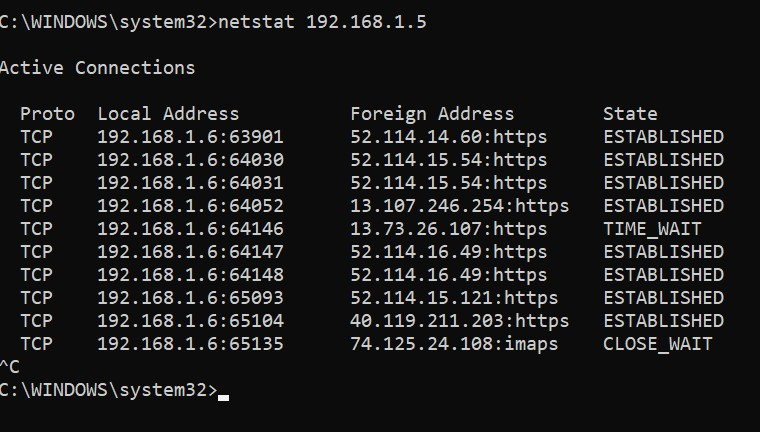 C:\WINDOWS\system32>netstat 192.168.1.5
Active Connections
Proto  Local Address          Foreign Address        State
TCP    192.168.1.6:63901      52.114.14.60:https     ESTABLISHED
TCP    192.168.1.6:64030      52.114.15.54:https     ESTABLISHED
TCP    192.168.1.6:64031      52.114.15.54:https     ESTABLISHED
TCP    192.168.1.6:64052      13.107.246.254:https   ESTABLISHED
TCP    192.168.1.6:64146      13.73.26.107:https     TIME_WAIT
TCP    192.168.1.6:64147      52.114.16.49:https     ESTABLISHED
TCP    192.168.1.6:64148      52.114.16.49:https     ESTABLISHED
TCP    192.168.1.6:65093      52.114.15.121:https    ESTABLISHED
TCP    192.168.1.6:65104      40.119.211.203:https   ESTABLISHED
TCP    192.168.1.6:65135      74.125.24.108:imaps    CLOSE_WAIT
^C
C:\WINDOWS\system32>